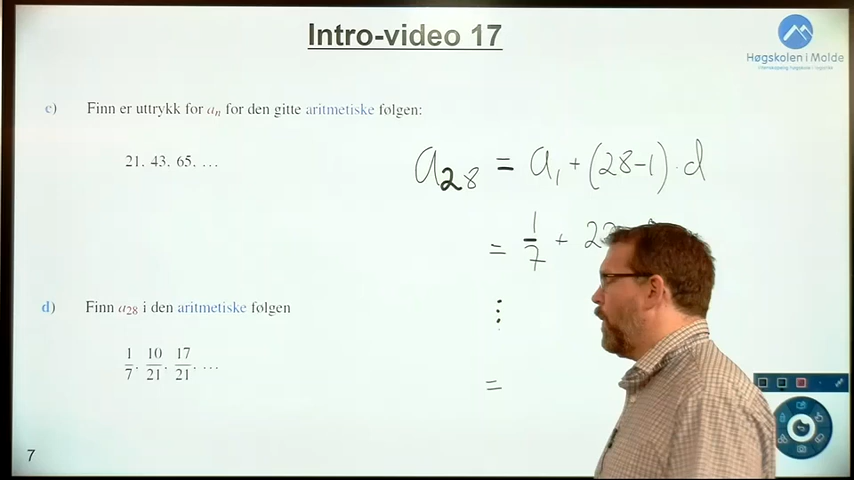 Intro-video 17
Høgskolen i Molde
c) Finn er uttrykk for aₙ for den gitte aritmetiske følgen:
21. 43. 65. ...
a₂₈ = a₁ + (28-1) · d
= 1/7 +
d) Finn a₂₈ i den aritmetiske følgen
⋮
1/7. 10/21. 17/21. ...
=
7